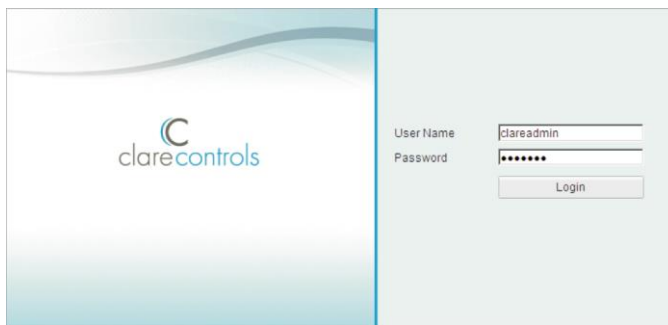 clarecontrols
User Name clareadmin
Password •••••••
Login